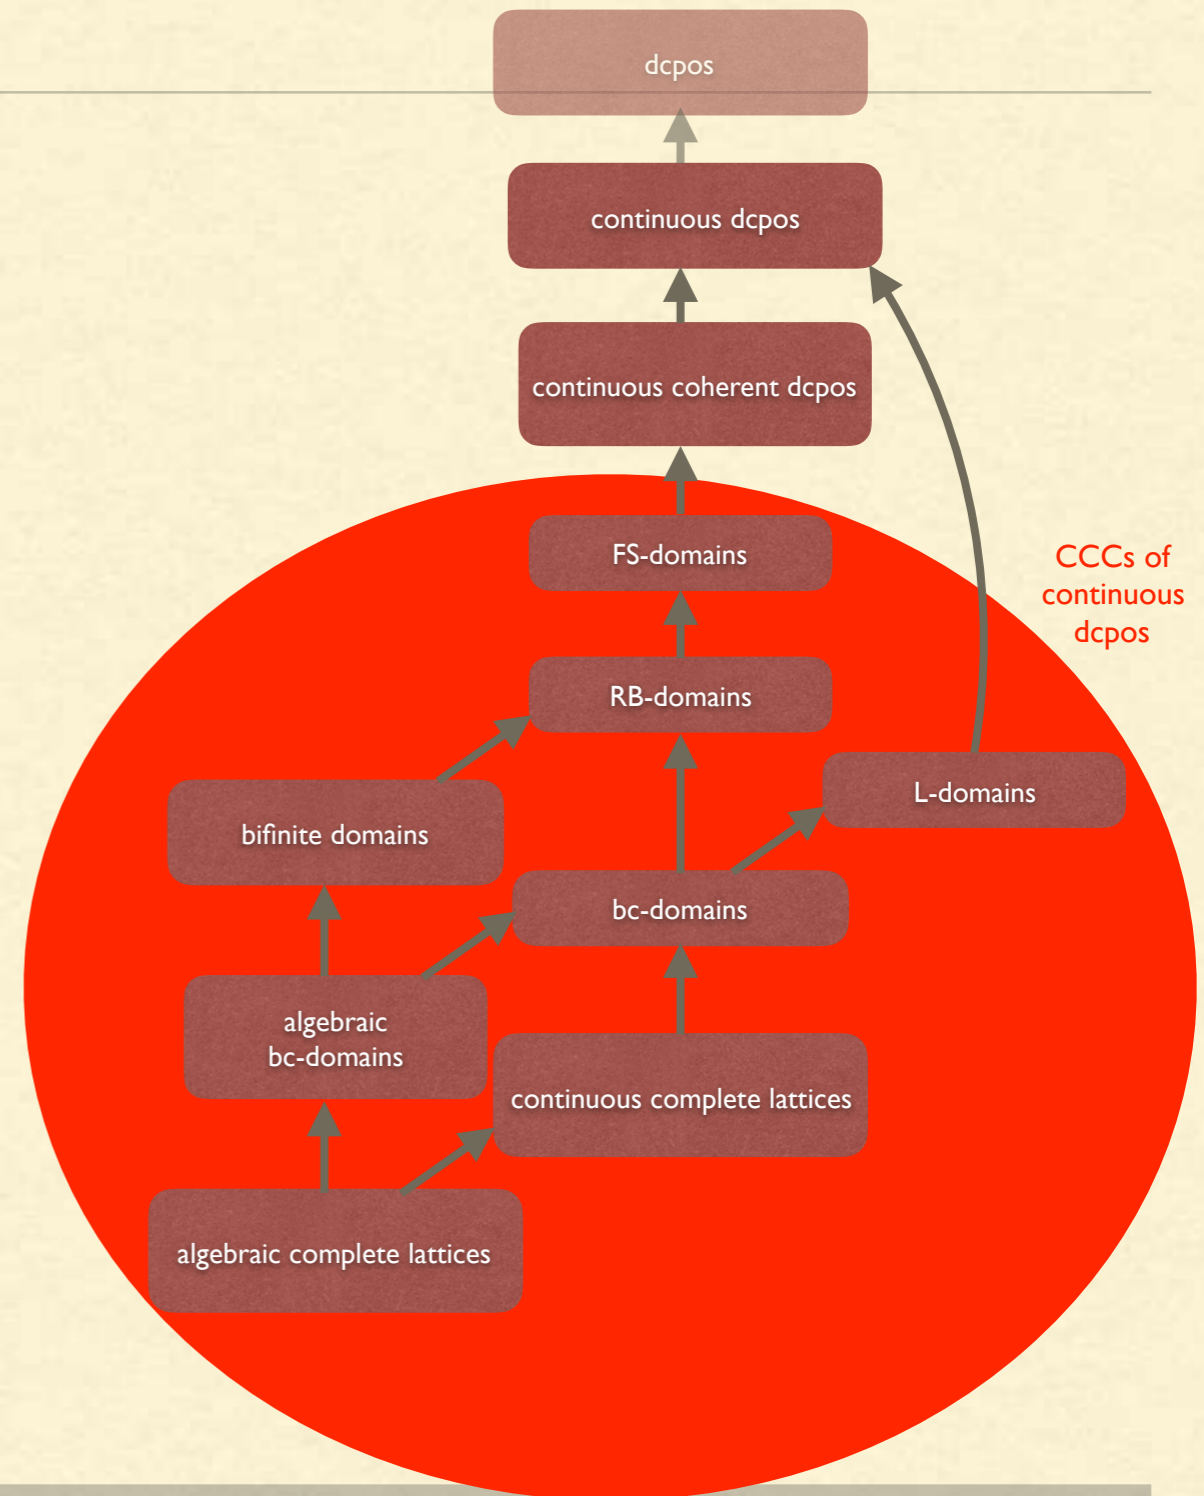 dcpos
continuous dcpos
continuous coherent dcpos
FS-domains
CCCs of
continuous
dcpos
RB-domains
L-domains
bifinite domains
bc-domains
algebraic
bc-domains
continuous complete lattices
algebraic complete lattices